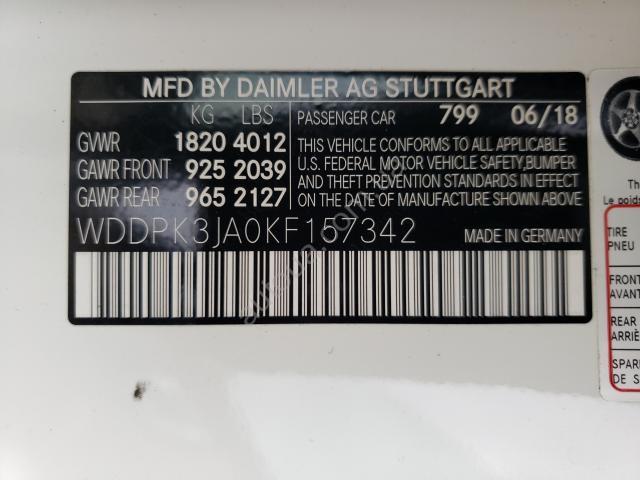 MFD BY DAIMLER AG STUTTGART
KG LBS
PASSENGER CAR 799 06/18
GVWR 1820 4012
GAWR FRONT 925 2039
GAWR REAR 965 2127
THIS VEHICLE CONFORMS TO ALL APPLICABLE
U.S. FEDERAL MOTOR VEHICLE SAFETY,BUMPER
AND THEFT PREVENTION STANDARDS IN EFFECT
ON THE DATE OF MANUFACTURE SHOWN ABOVE
WDDPK3JA0KF157342 MADE IN GERMANY
The
Le poids
TIRE
PNEU
FRONT
AVANT
REAR
ARRIÈ
SPAR
DE S